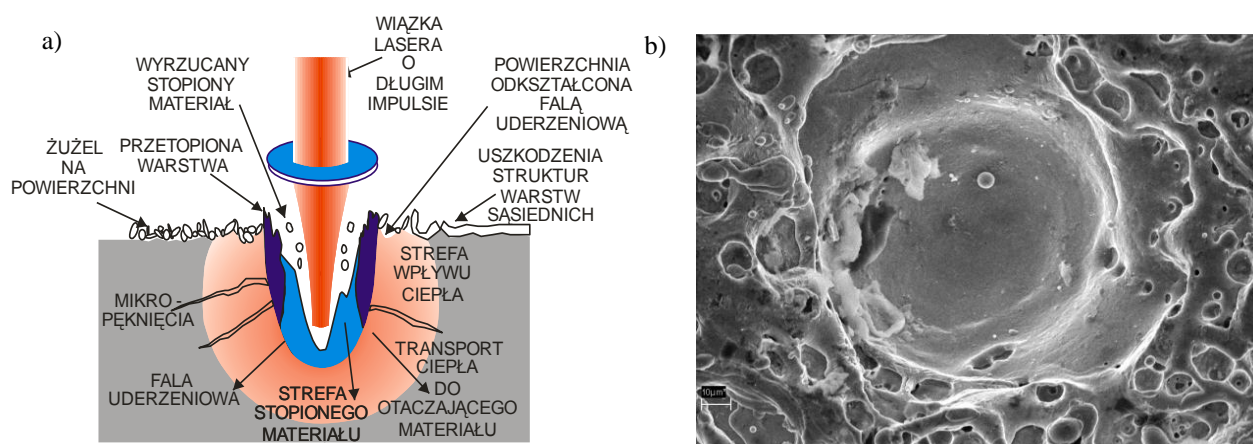 a)
WIĄZKA
LASERA
O
DŁUGIM
IMPULSIE
WYRZUCANY
STOPIONY
MATERIAŁ
POWIERZCHNIA
ODKSZTAŁCONA
FALĄ
UDERZENIOWĄ
ŻUŻEL
NA
POWIERZCHNI
PRZETOPIONA
WARSTWA
USZKODZENIA
STRUKTUR
WARSTW
SĄSIEDNICH
STREFA
WPŁYWU
CIEPŁA
MIKRO -
PĘKNIĘCIA
TRANSPORT
CIEPŁA
DO
OTACZAJĄCEGO
MATERIAŁU
FALA
UDERZENIOWA
STREFA
STOPIONEGO
MATERIAŁU
b)
10µm